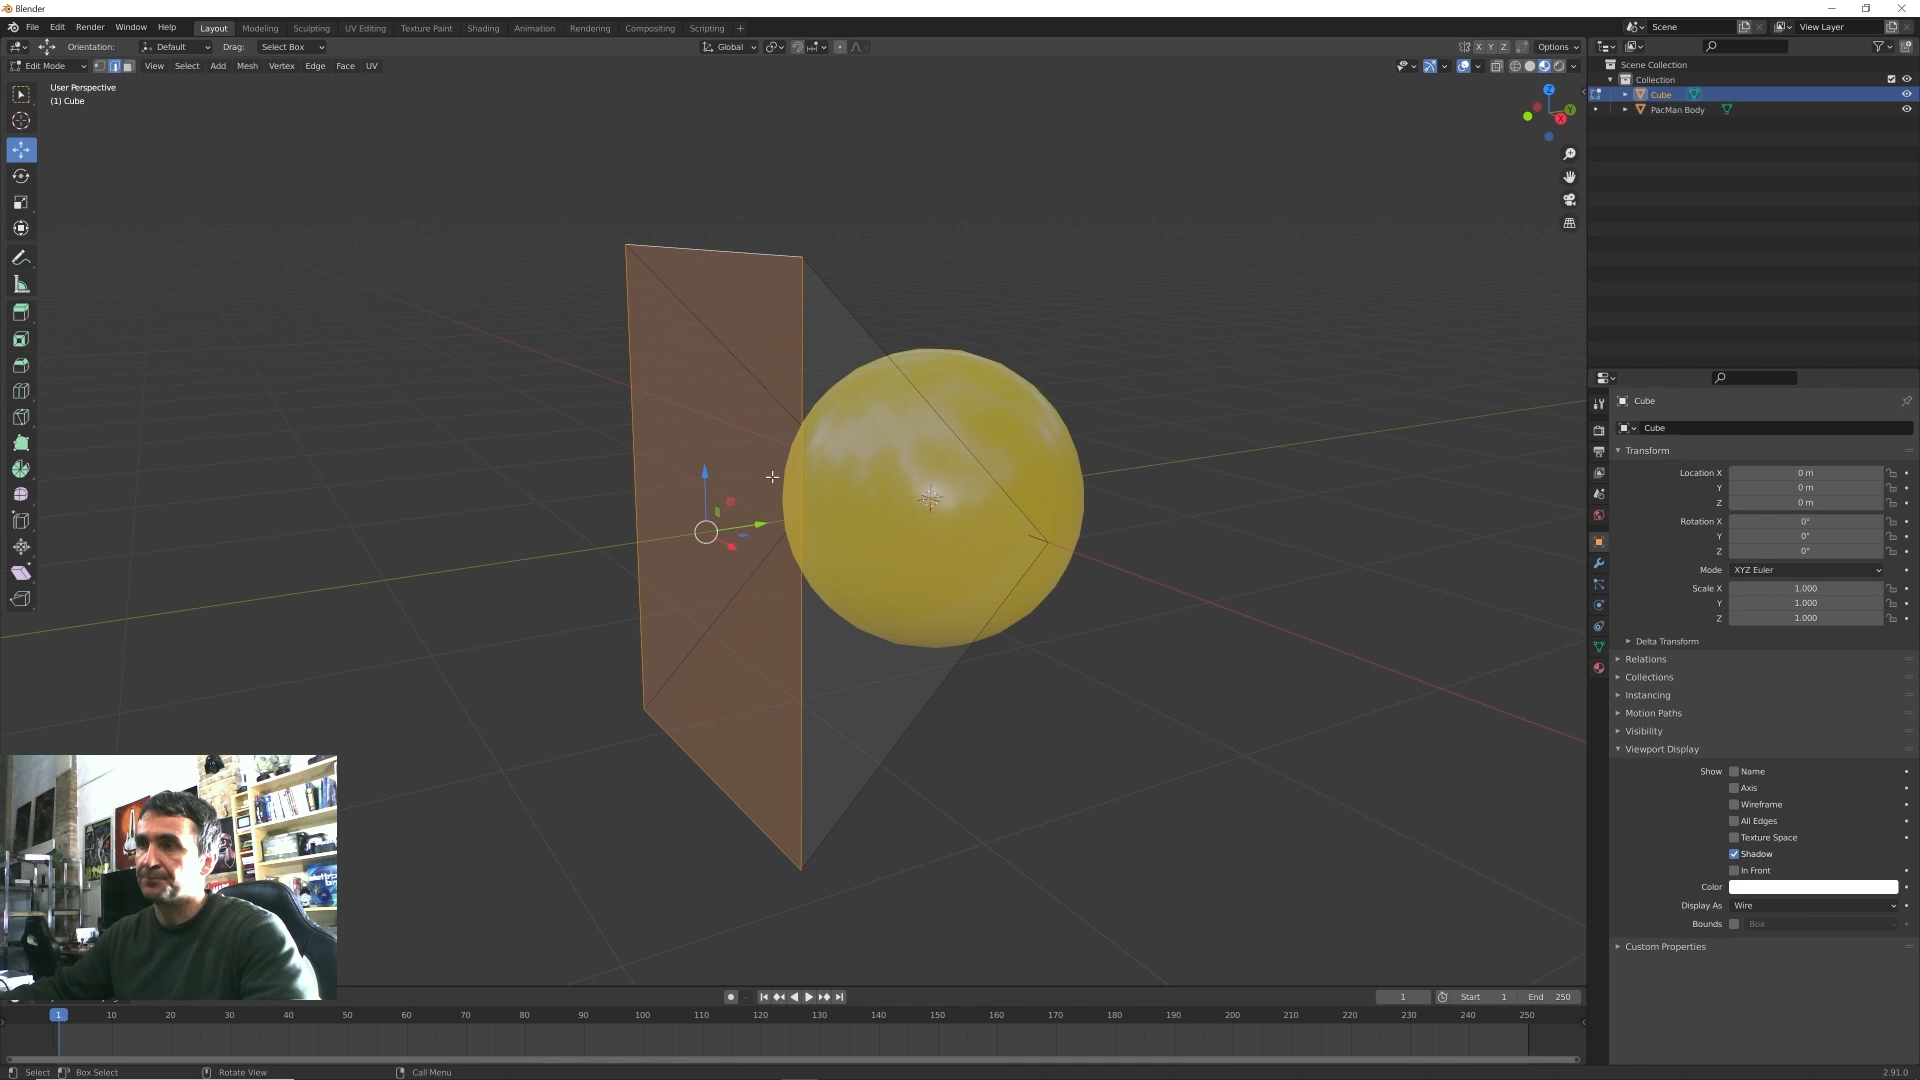 Blender
File Edit Render Window Help Layout Modeling Sculpting UV Editing Texture Paint Shading Animation Rendering Compositing Scripting + Scene View Layer
Orientation: Default Drag: Select Box Global X Y Z Options
Edit Mode View Select Add Mesh Vertex Edge Face UV
User Perspective
(1) Cube
Z
Y
X
Scene Collection
Collection
Cube
PacMan Body
Cube
Cube
Transform
Location X 0 m
Y 0 m
Z 0 m
Rotation X 0°
Y 0°
Z 0°
Mode XYZ Euler
Scale X 1.000
Y 1.000
Z 1.000
Delta Transform
Relations
Collections
Instancing
Motion Paths
Visibility
Viewport Display
Show Name
Axis
Wireframe
All Edges
Texture Space
Shadow
In Front
Color
Display As Wire
Bounds Box
Custom Properties
1 Start 1 End 250
1 10 20 30 40 50 60 70 80 90 100 110 120 130 140 150 160 170 180 190 200 210 220 230 240 250
Select Box Select Rotate View Call Menu 2.91.0